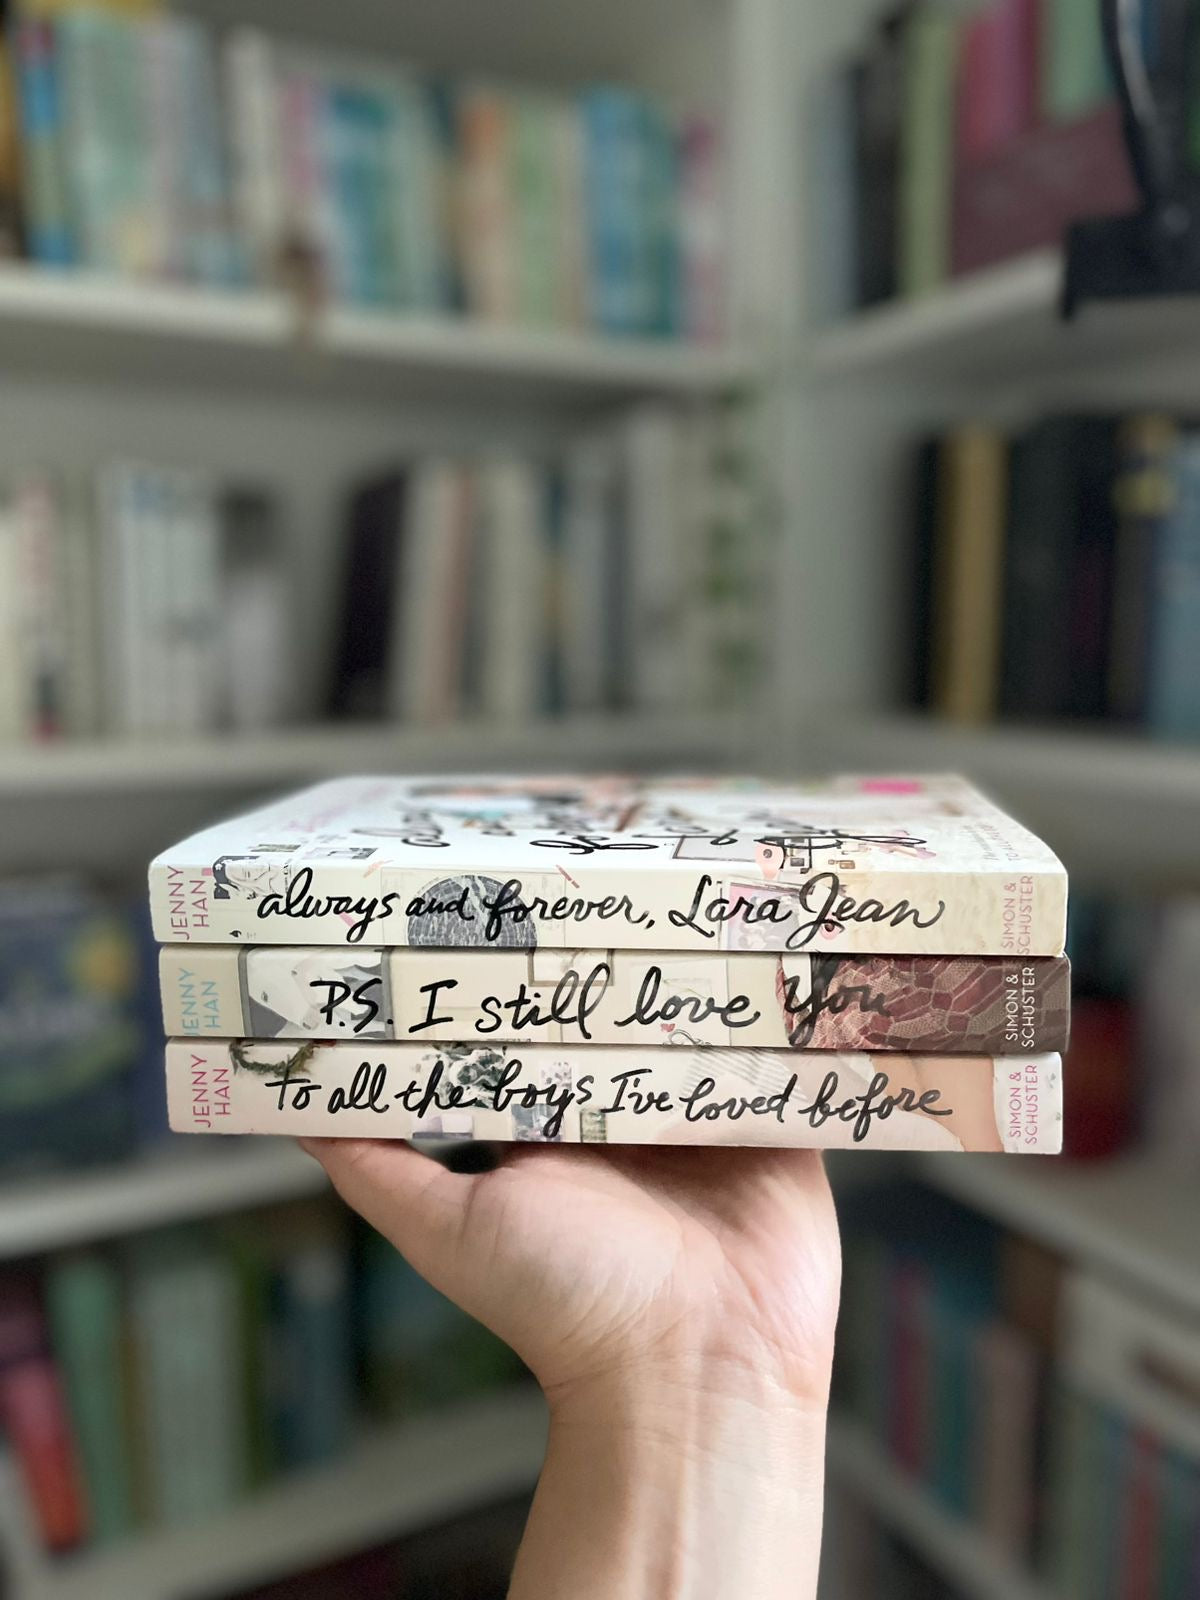 JENNY
HAN
always and forever, Lara Jean
SIMON &
SCHUSTER
JENNY
HAN
P.S. I still love you
SIMON &
SCHUSTER
JENNY
HAN
to all the boys I've loved before
SIMON &
SCHUSTER